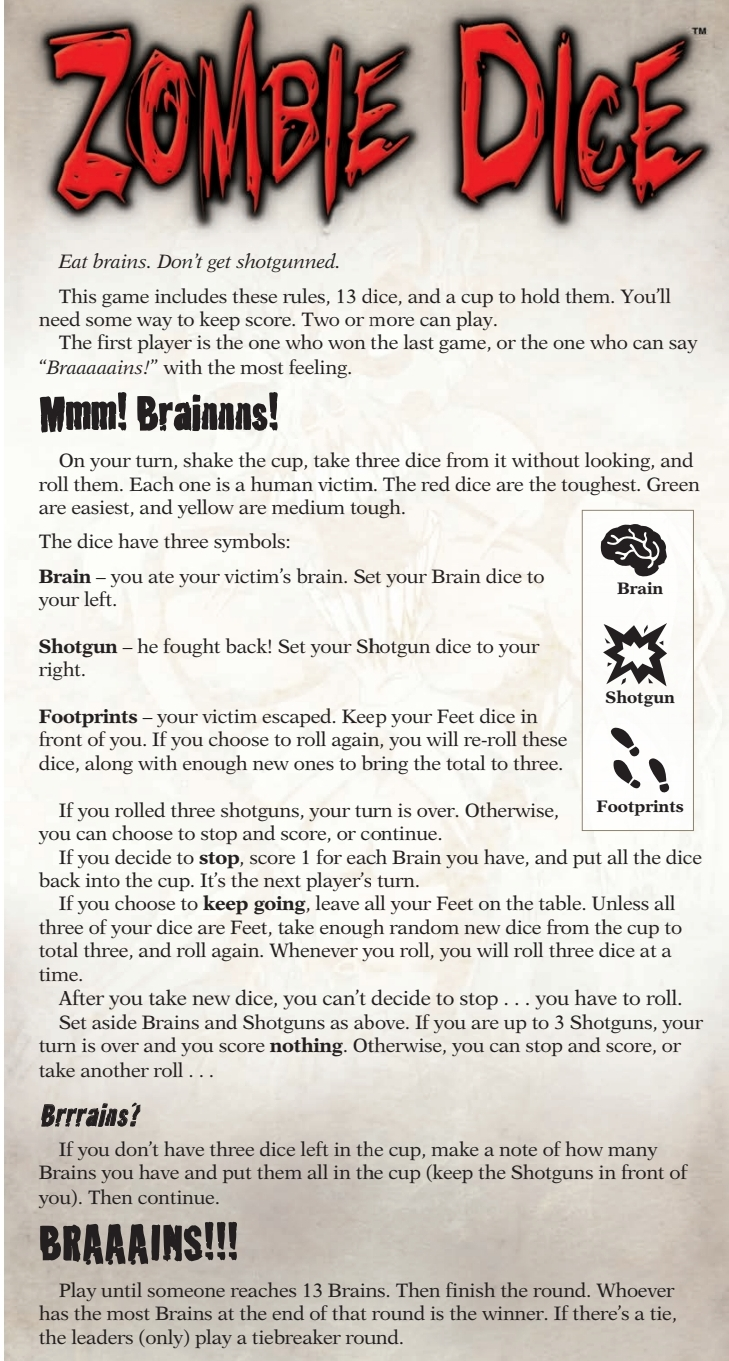 ZOMBIE DICE™
Eat brains. Don't get shotgunned.
This game includes these rules, 13 dice, and a cup to hold them. You'll
need some way to keep score. Two or more can play.
The first player is the one who won the last game, or the one who can say
"Braaaaains!" with the most feeling.
Mmm! Brainnns!
On your turn, shake the cup, take three dice from it without looking, and
roll them. Each one is a human victim. The red dice are the toughest. Green
are easiest, and yellow are medium tough.
The dice have three symbols:
Brain – you ate your victim's brain. Set your Brain dice to
your left.
Shotgun – he fought back! Set your Shotgun dice to your
right.
Footprints – your victim escaped. Keep your Feet dice in
front of you. If you choose to roll again, you will re-roll these
dice, along with enough new ones to bring the total to three.
Brain
Shotgun
Footprints
If you rolled three shotguns, your turn is over. Otherwise,
you can choose to stop and score, or continue.
If you decide to stop, score 1 for each Brain you have, and put all the dice
back into the cup. It's the next player's turn.
If you choose to keep going, leave all your Feet on the table. Unless all
three of your dice are Feet, take enough random new dice from the cup to
total three, and roll again. Whenever you roll, you will roll three dice at a
time.
After you take new dice, you can't decide to stop . . . you have to roll.
Set aside Brains and Shotguns as above. If you are up to 3 Shotguns, your
turn is over and you score nothing. Otherwise, you can stop and score, or
take another roll . . .
Brrrains?
If you don't have three dice left in the cup, make a note of how many
Brains you have and put them all in the cup (keep the Shotguns in front of
you). Then continue.
BRAAAINS!!!
Play until someone reaches 13 Brains. Then finish the round. Whoever
has the most Brains at the end of that round is the winner. If there's a tie,
the leaders (only) play a tiebreaker round.